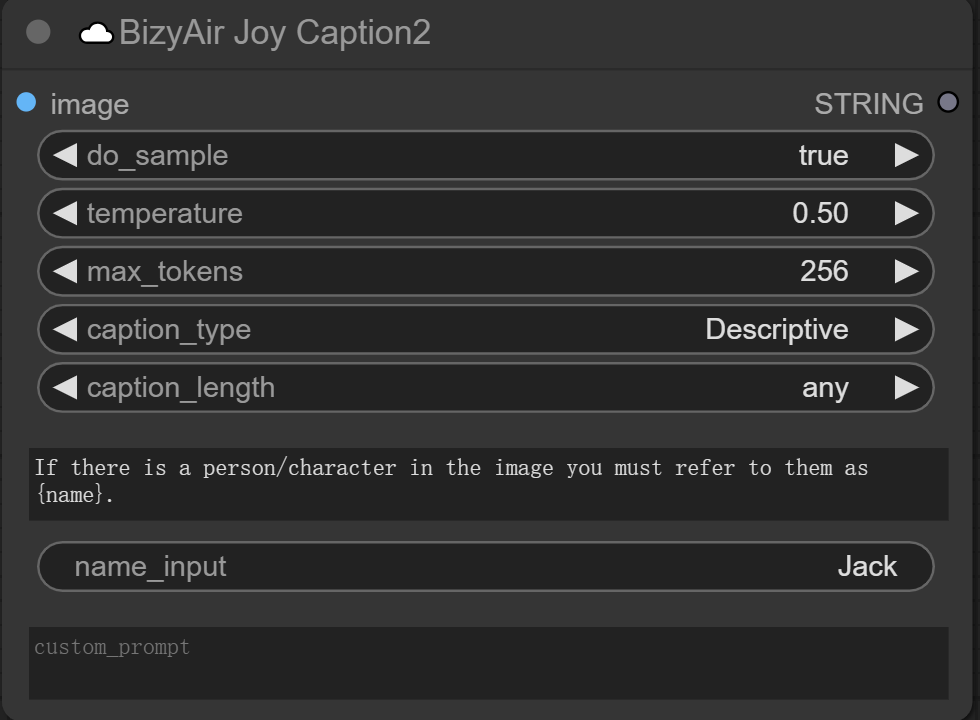 BizyAir Joy Caption2
image STRING
do_sample true
temperature 0.50
max_tokens 256
caption_type Descriptive
caption_length any
If there is a person/character in the image you must refer to them as
{name}.
name_input Jack
custom_prompt